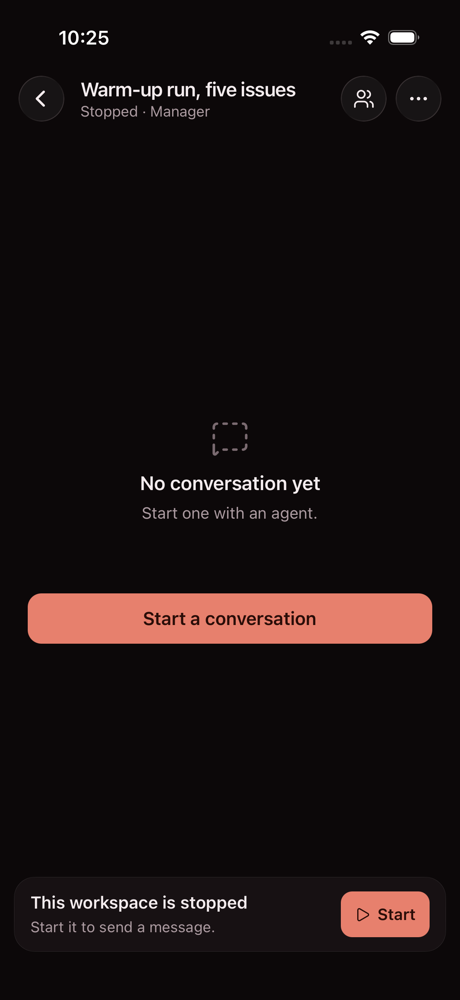 10:25
Warm-up run, five issues
Stopped · Manager
No conversation yet
Start one with an agent.
Start a conversation
This workspace is stopped
Start it to send a message.
Start